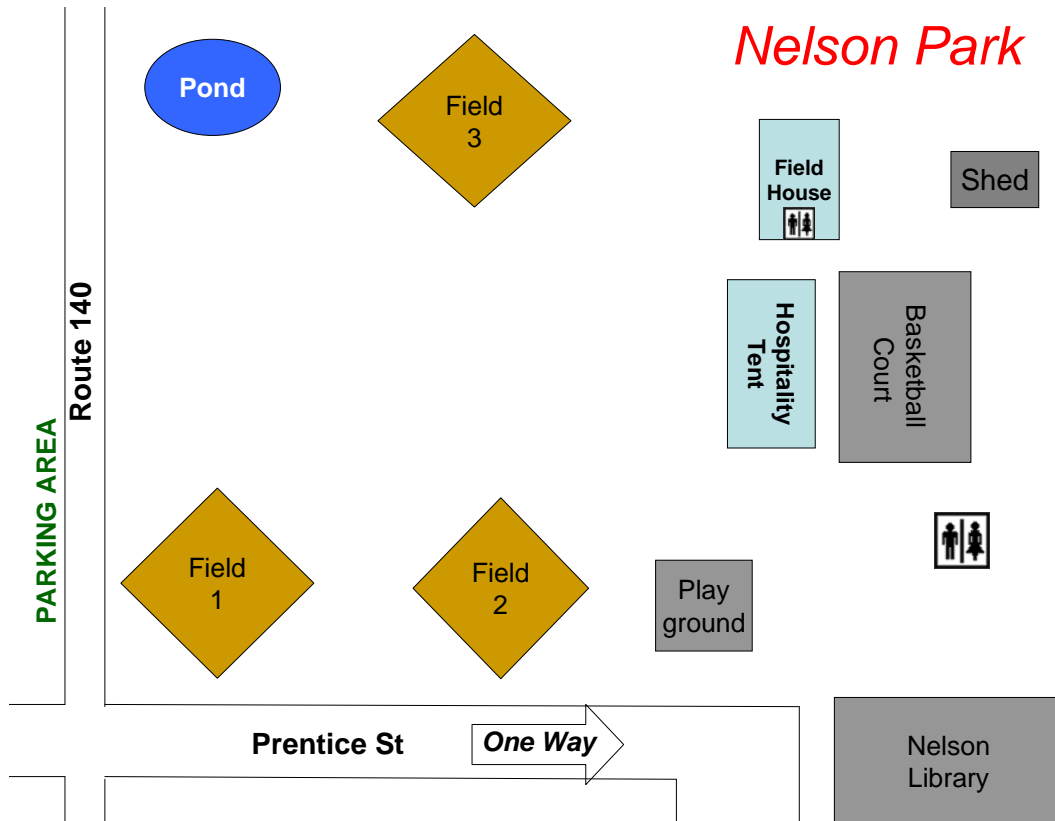 Nelson Park
Pond
Field
3
Field
House
Shed
Route 140
Hospitality
Tent
Basketball
Court
PARKING AREA
Field
1
Field
2
Play
ground
Prentice St
One Way
Nelson
Library